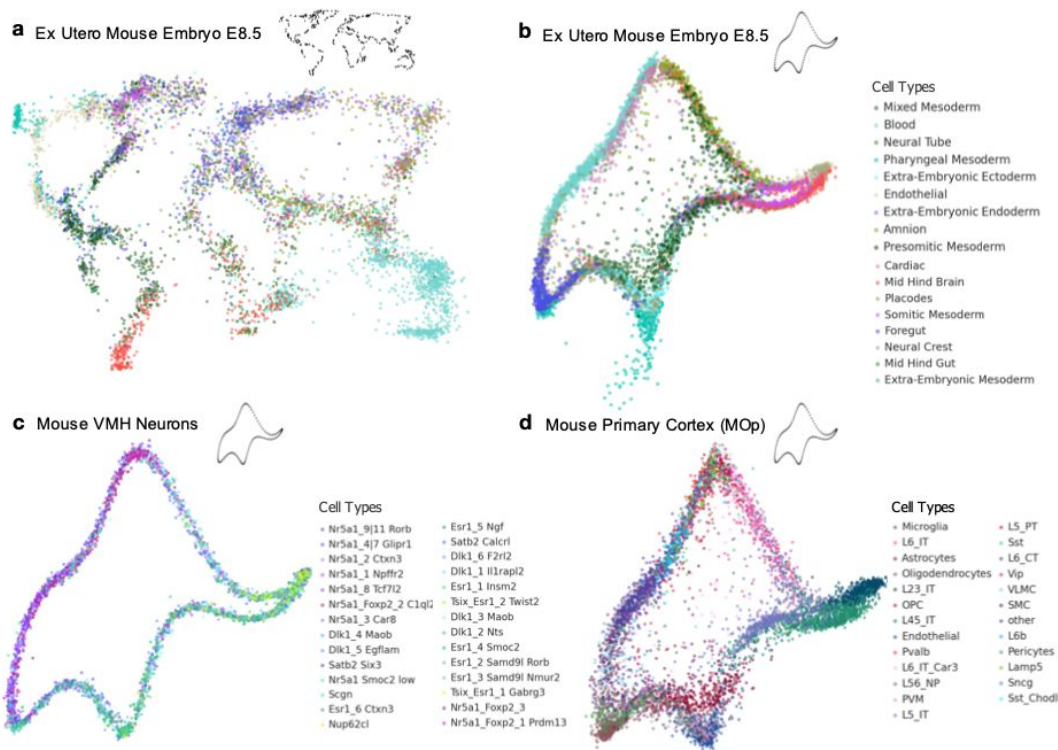 a Ex Utero Mouse Embryo E8.5
b Ex Utero Mouse Embryo E8.5
Cell Types
Mixed Mesoderm
Blood
Neural Tube
Pharyngeal Mesoderm
Extra-Embryonic Ectoderm
Endothelial
Extra-Embryonic Endoderm
Amnion
Presomitic Mesoderm
Cardiac
Mid Hind Brain
Placodes
Somitic Mesoderm
Foregut
Neural Crest
Mid Hind Gut
Extra-Embryonic Mesoderm
c Mouse VMH Neurons
Cell Types
Nr5a1_9|11 Rorb
Nr5a1_4|7 Glipr1
Nr5a1_2 Ctxn3
Nr5a1_1 Npffr2
Nr5a1_8 Tcf7l2
Nr5a1_Foxp2_2 C1ql2
Nr5a1_3 Car8
Dlk1_4 Maob
Dlk1_5 Egflam
Satb2 Six3
Nr5a1 Smoc2 low
Scgn
Esr1_6 Ctxn3
Nup62cl
Esr1_5 Ngf
Satb2 Calcrl
Dlk1_6 F2rl2
Dlk1_1 Il1rapl2
Esr1_1 Insm2
Tsix_Esr1_2 Twist2
Dlk1_3 Maob
Dlk1_2 Nts
Esr1_4 Smoc2
Esr1_2 Samd9l Rorb
Esr1_3 Samd9l Nmur2
Tsix_Esr1_1 Gabrg3
Nr5a1_Foxp2_3
Nr5a1_Foxp2_1 Prdm13
d Mouse Primary Cortex (MOp)
Cell Types
Microglia
L6_IT
Astrocytes
Oligodendrocytes
L23_IT
OPC
L45_IT
Endothelial
Pvalb
L6_IT_Car3
L56_NP
PVM
L5_IT
L5_PT
Sst
L6_CT
Vip
VLMC
SMC
other
L6b
Pericytes
Lamp5
Sncg
Sst_Chodl